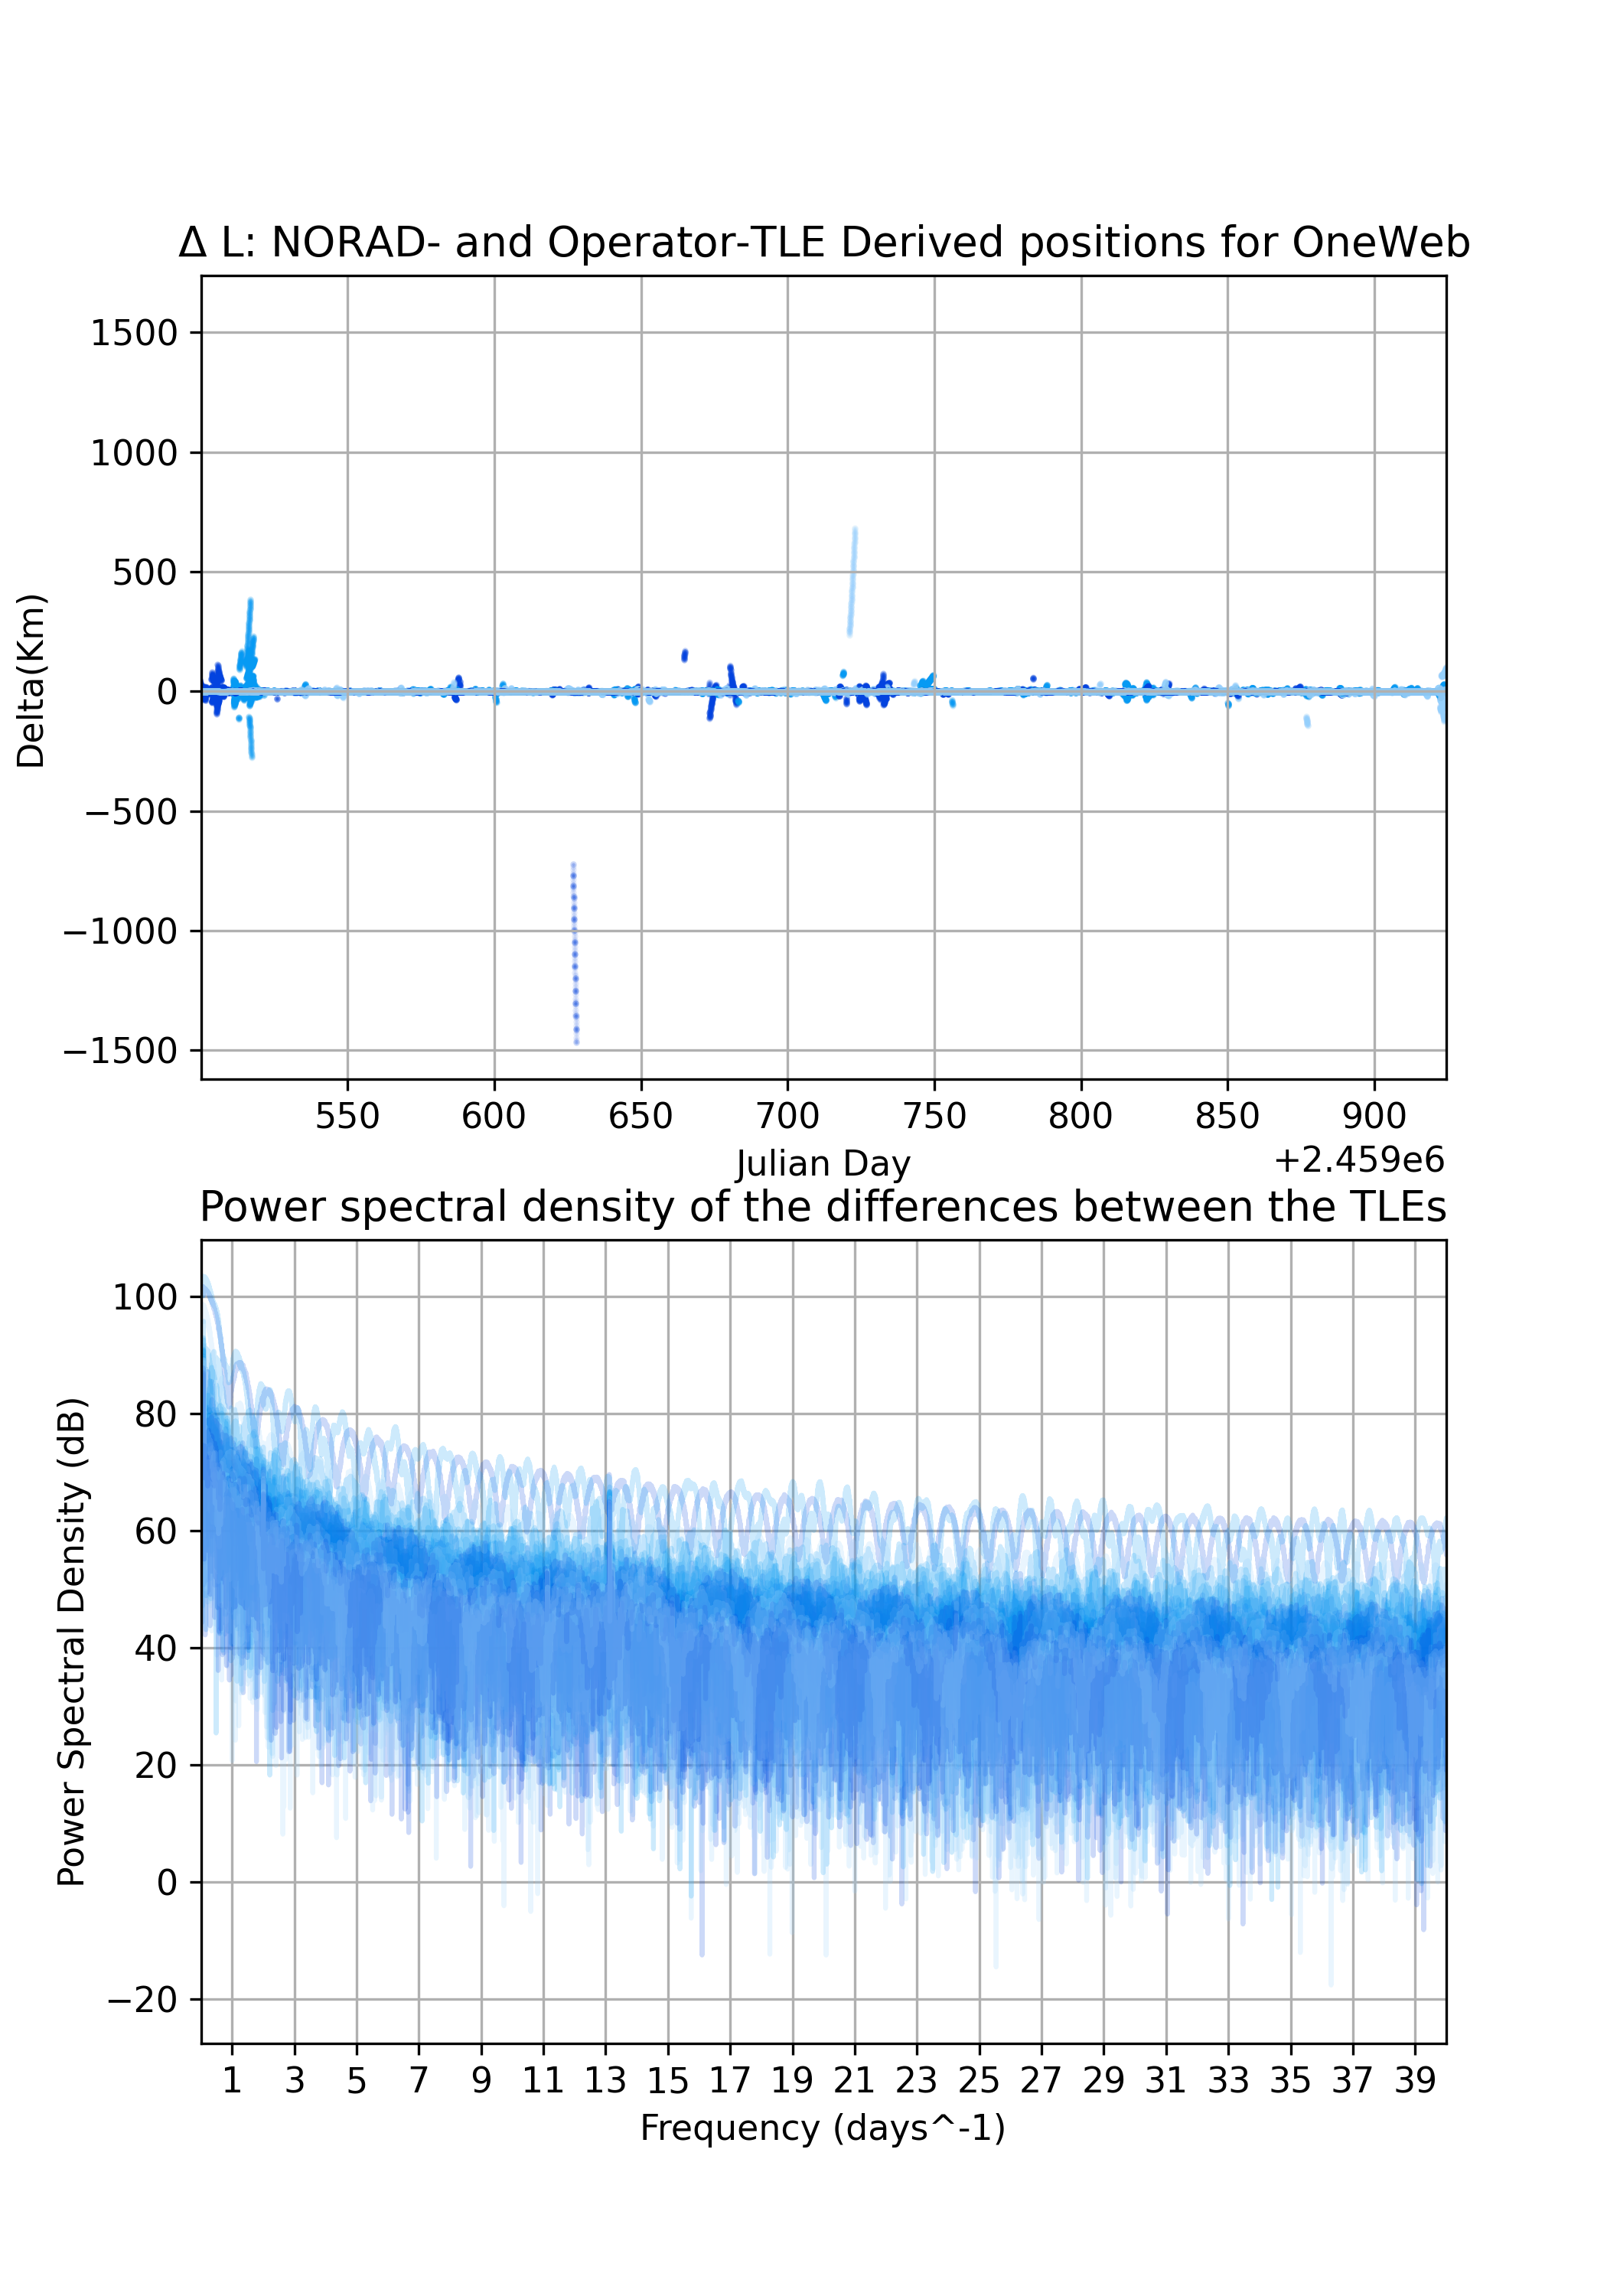 Δ L: NORAD- and Operator-TLE Derived positions for OneWeb
1500
1000
500
0
−500
−1000
−1500
Delta(Km)
550 600 650 700 750 800 850 900
+2.459e6
Julian Day
Power spectral density of the differences between the TLEs
100
80
60
40
20
0
−20
Power Spectral Density (dB)
1 3 5 7 9 11 13 15 17 19 21 23 25 27 29 31 33 35 37 39
Frequency (days^-1)